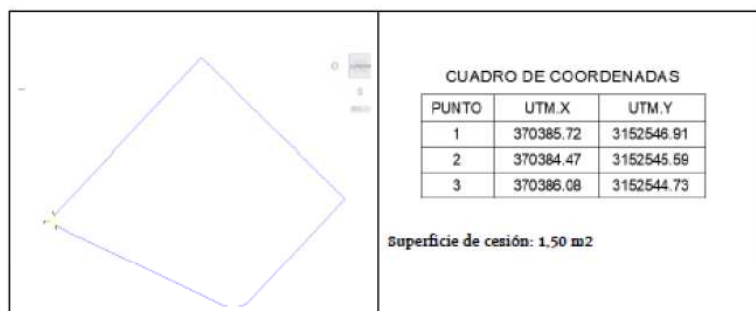 CUADRO DE COORDENADAS
PUNTO UTM.X UTM.Y
1 370385.72 3152546.91
2 370384.47 3152545.59
3 370386.08 3152544.73
Superficie de cesión: 1,50 m2